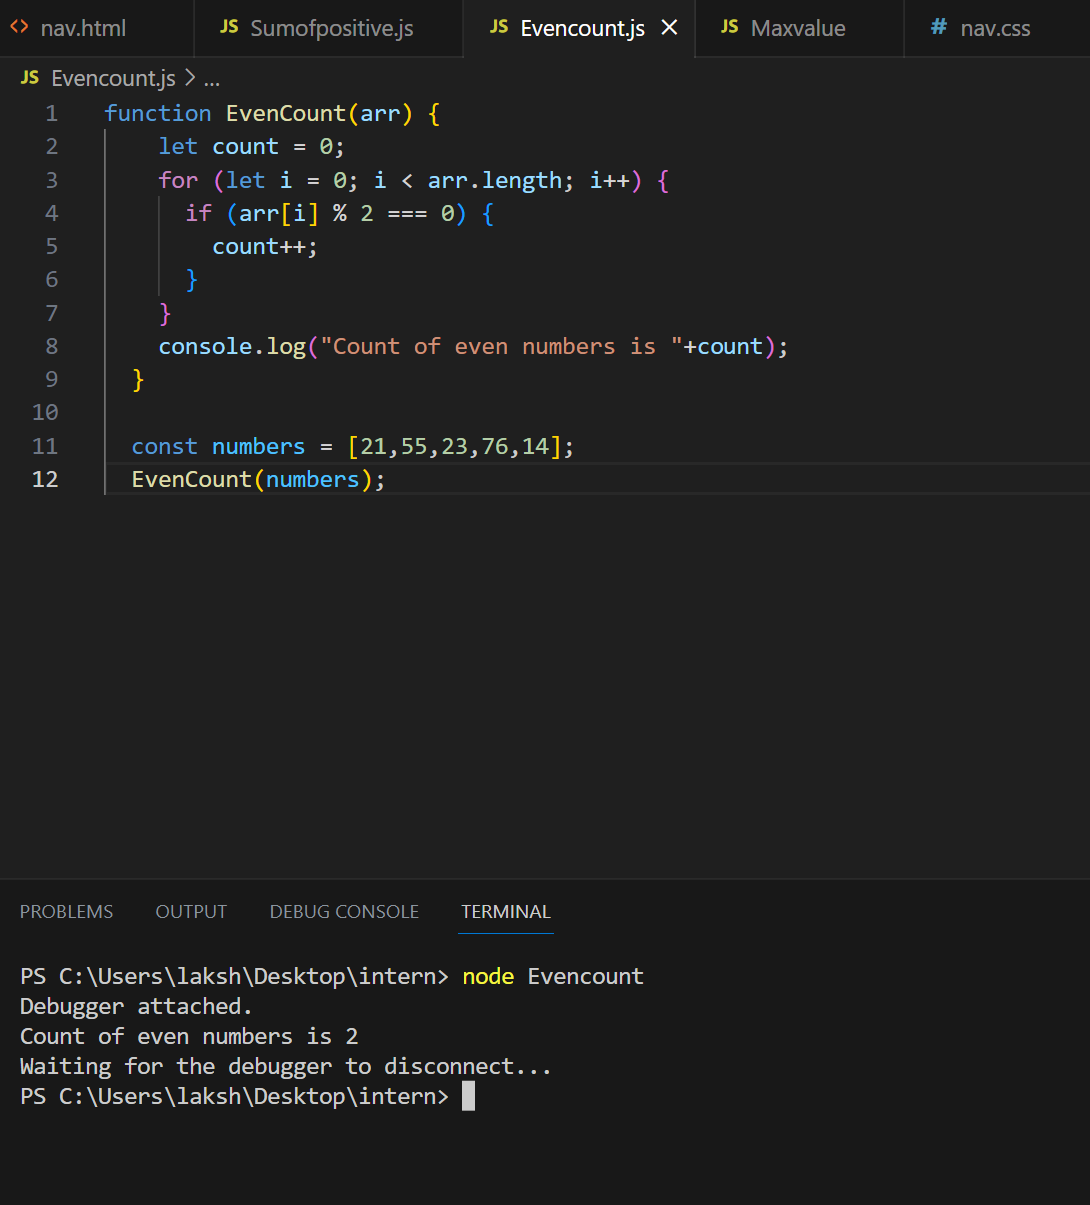 <> nav.html JS Sumofpositive.js JS Evencount.js × JS Maxvalue # nav.css
JS Evencount.js > ...
1 function EvenCount(arr) {
2     let count = 0;
3     for (let i = 0; i < arr.length; i++) {
4       if (arr[i] % 2 === 0) {
5         count++;
6       }
7     }
8     console.log("Count of even numbers is "+count);
9   }
10
11   const numbers = [21,55,23,76,14];
12   EvenCount(numbers);
PROBLEMS OUTPUT DEBUG CONSOLE TERMINAL
PS C:\Users\laksh\Desktop\intern> node Evencount
Debugger attached.
Count of even numbers is 2
Waiting for the debugger to disconnect...
PS C:\Users\laksh\Desktop\intern>